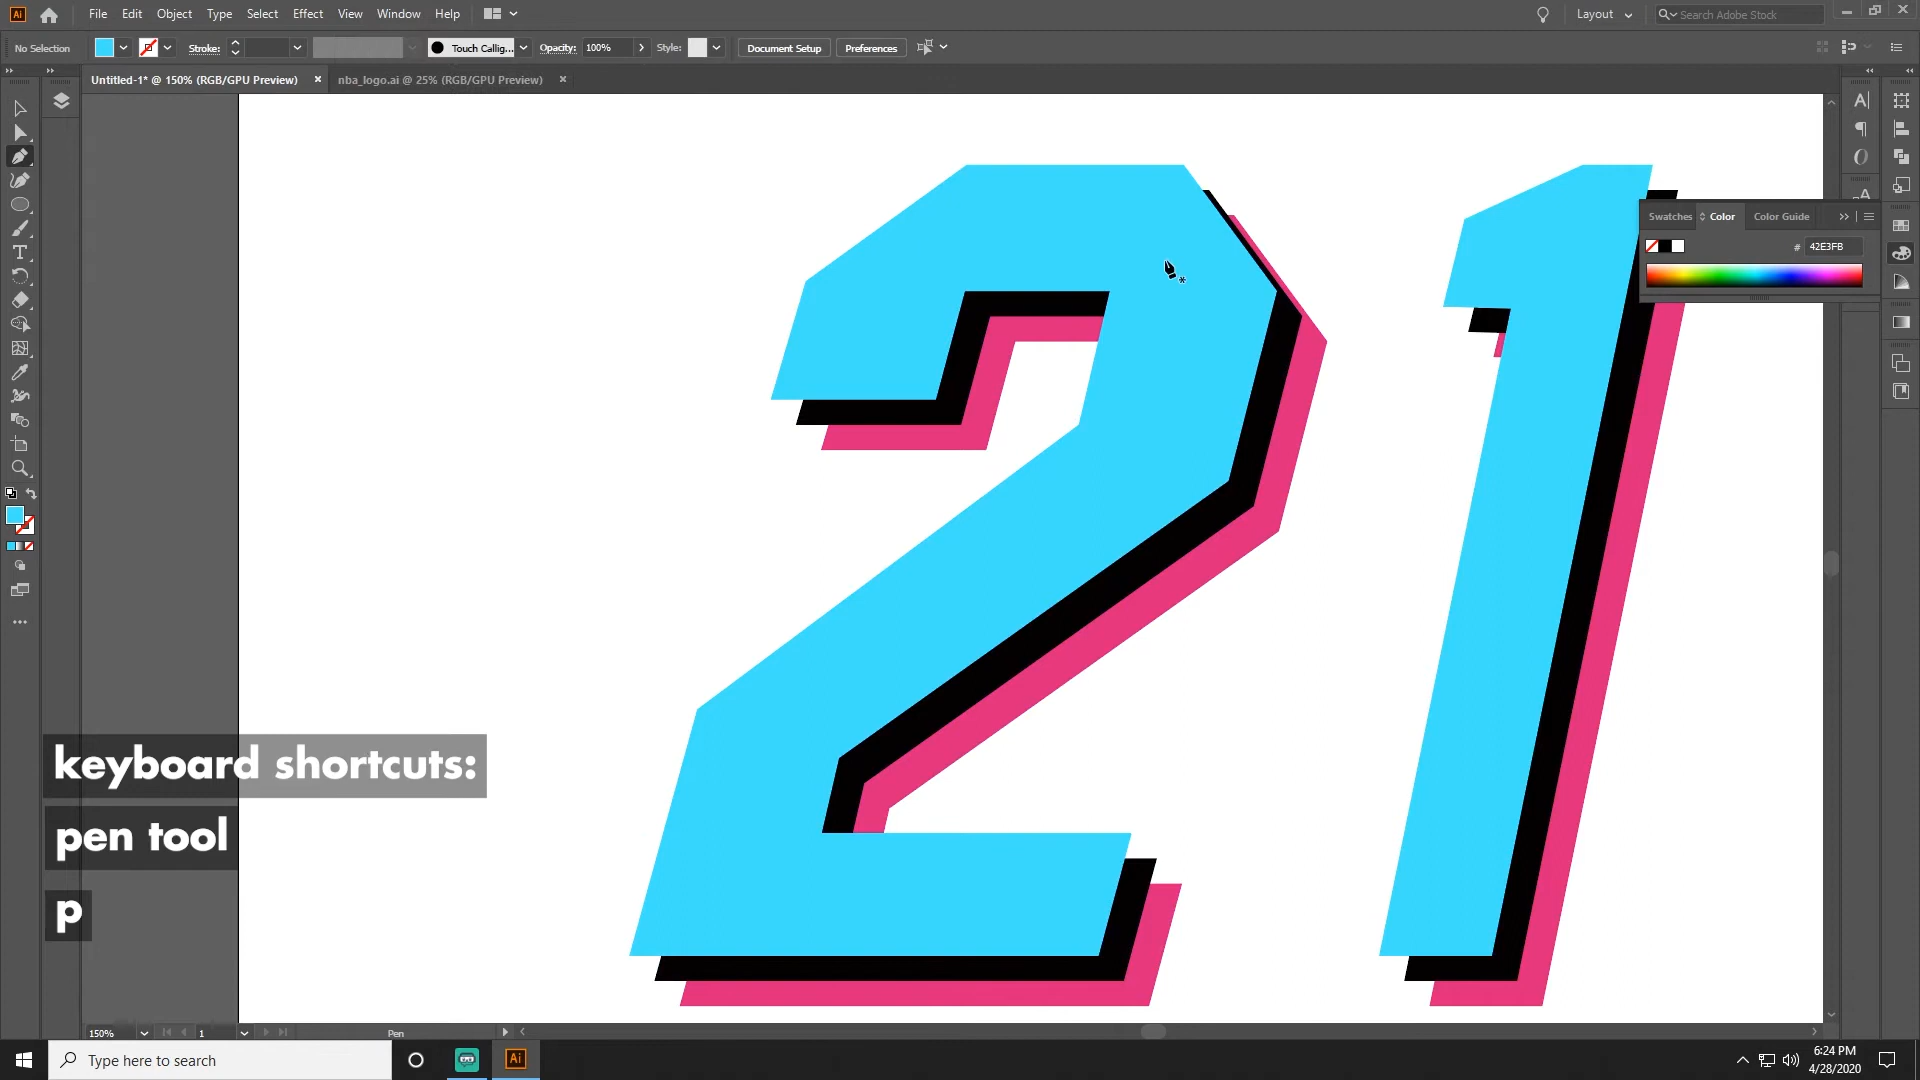 Ai File Edit Object Type Select Effect View Window Help Layout Search Adobe Stock
No Selection Stroke: Touch Callig... Opacity: 100% Style: Document Setup Preferences
Untitled-1* @ 150% (RGB/GPU Preview) nba_logo.ai @ 25% (RGB/GPU Preview)
Swatches Color Color Guide
# 42E3FB
21
keyboard shortcuts:
pen tool
p
150% 1 Pen
Type here to search Ai
6:24 PM
4/28/2020